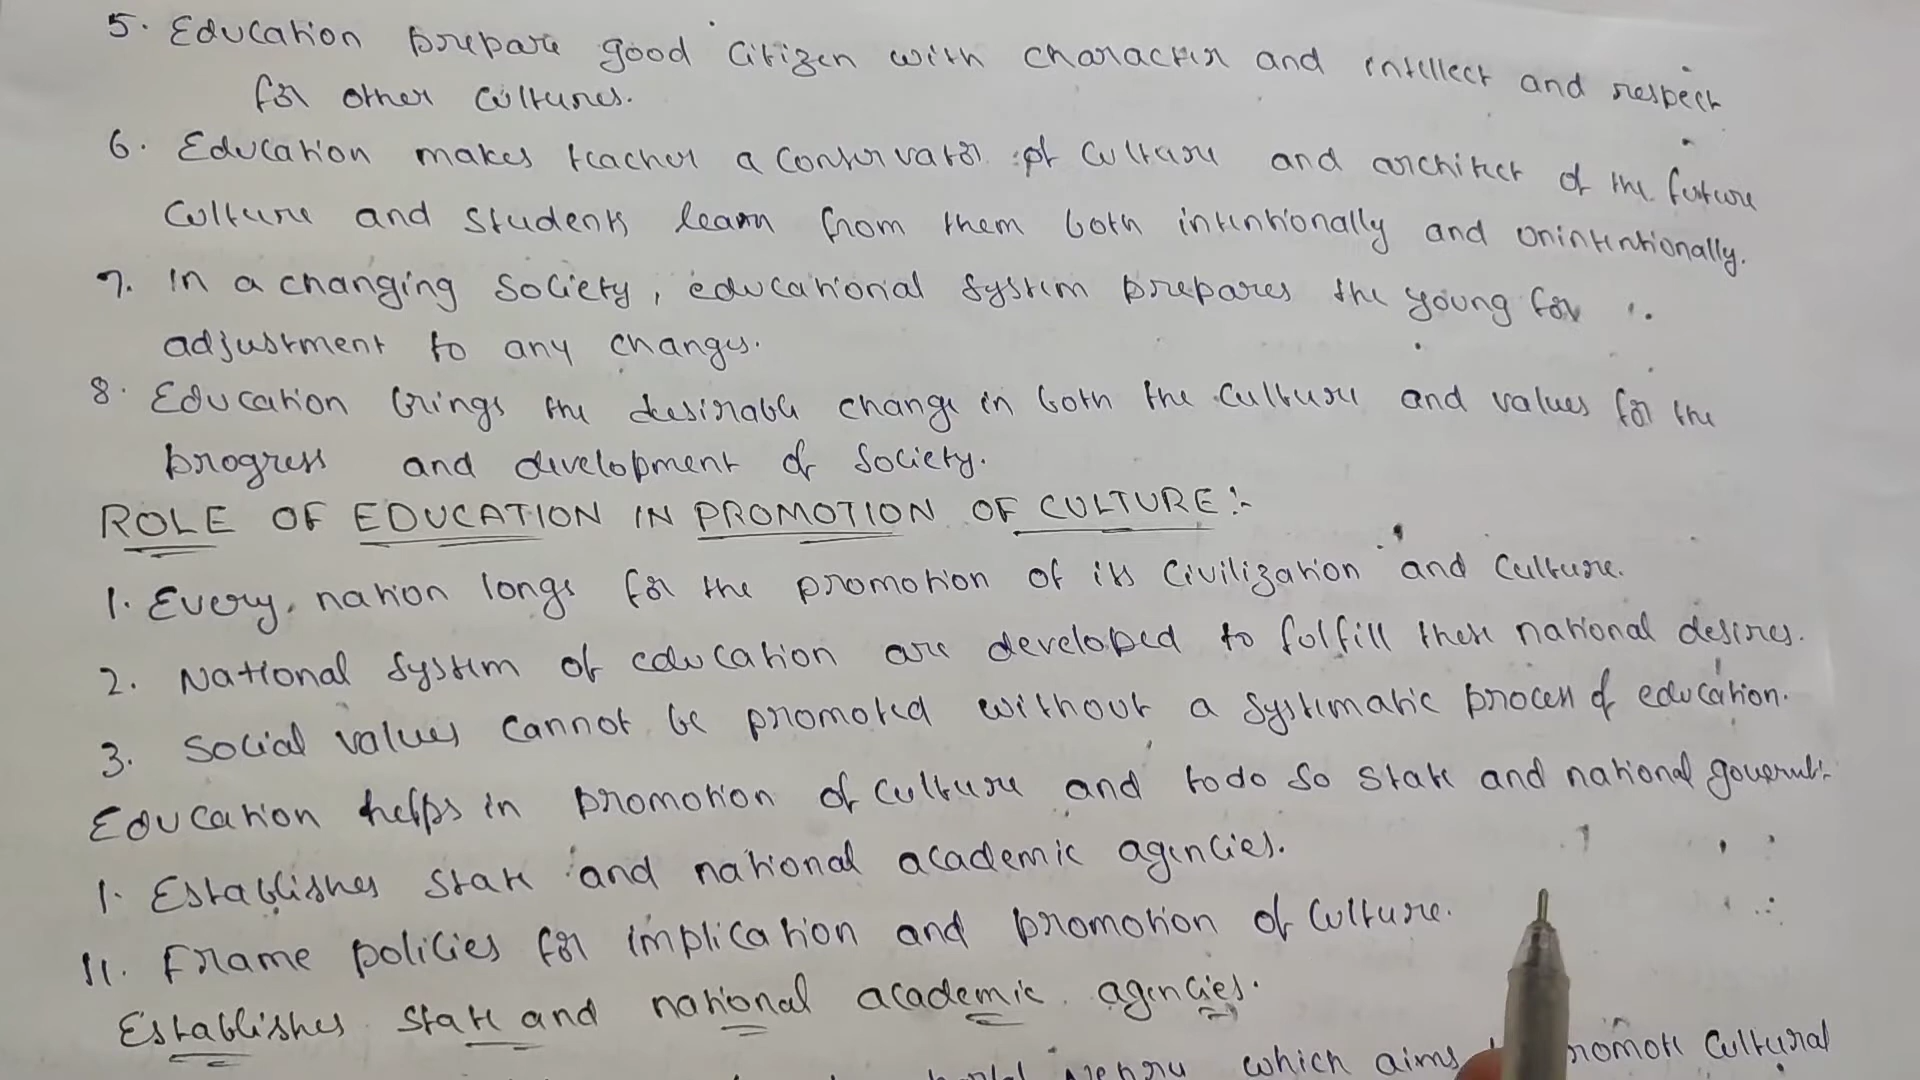 5. Education prepare good citizen with character and intellect and respect
for other cultures.
6. Education makes teacher a conservator of culture and architect of the future
culture and students learn from them both intentionally and unintentionally.
7. In a changing society, educational system prepares the young for
adjustment to any changes.
8. Education brings the desirable change in both the culture and values for the
progress and development of society.
ROLE OF EDUCATION IN PROMOTION OF CULTURE:-
1. Every nation longs for the promotion of its civilization and culture.
2. National system of education are developed to fulfill these national desires.
3. Social values cannot be promoted without a systematic process of education.
Education helps in promotion of culture and to do so state and national
I. Establishes state and national academic agencies.
II. Frame policies for implication and promotion of culture.
Establishes state and national academic agencies.
which aims cultural